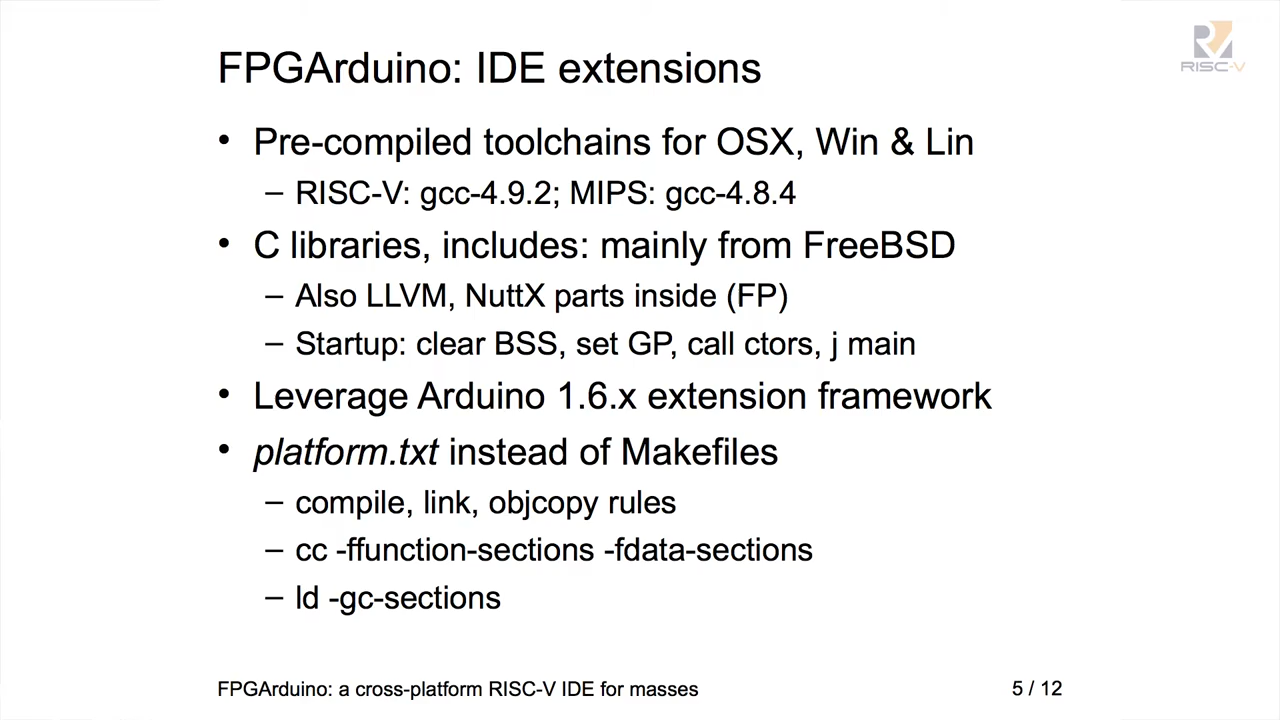 FPGArduino: IDE extensions
RISC-V
• Pre-compiled toolchains for OSX, Win & Lin
– RISC-V: gcc-4.9.2; MIPS: gcc-4.8.4
• C libraries, includes: mainly from FreeBSD
– Also LLVM, NuttX parts inside (FP)
– Startup: clear BSS, set GP, call ctors, j main
• Leverage Arduino 1.6.x extension framework
• platform.txt instead of Makefiles
– compile, link, objcopy rules
– cc -ffunction-sections -fdata-sections
– ld -gc-sections
FPGArduino: a cross-platform RISC-V IDE for masses
5 / 12